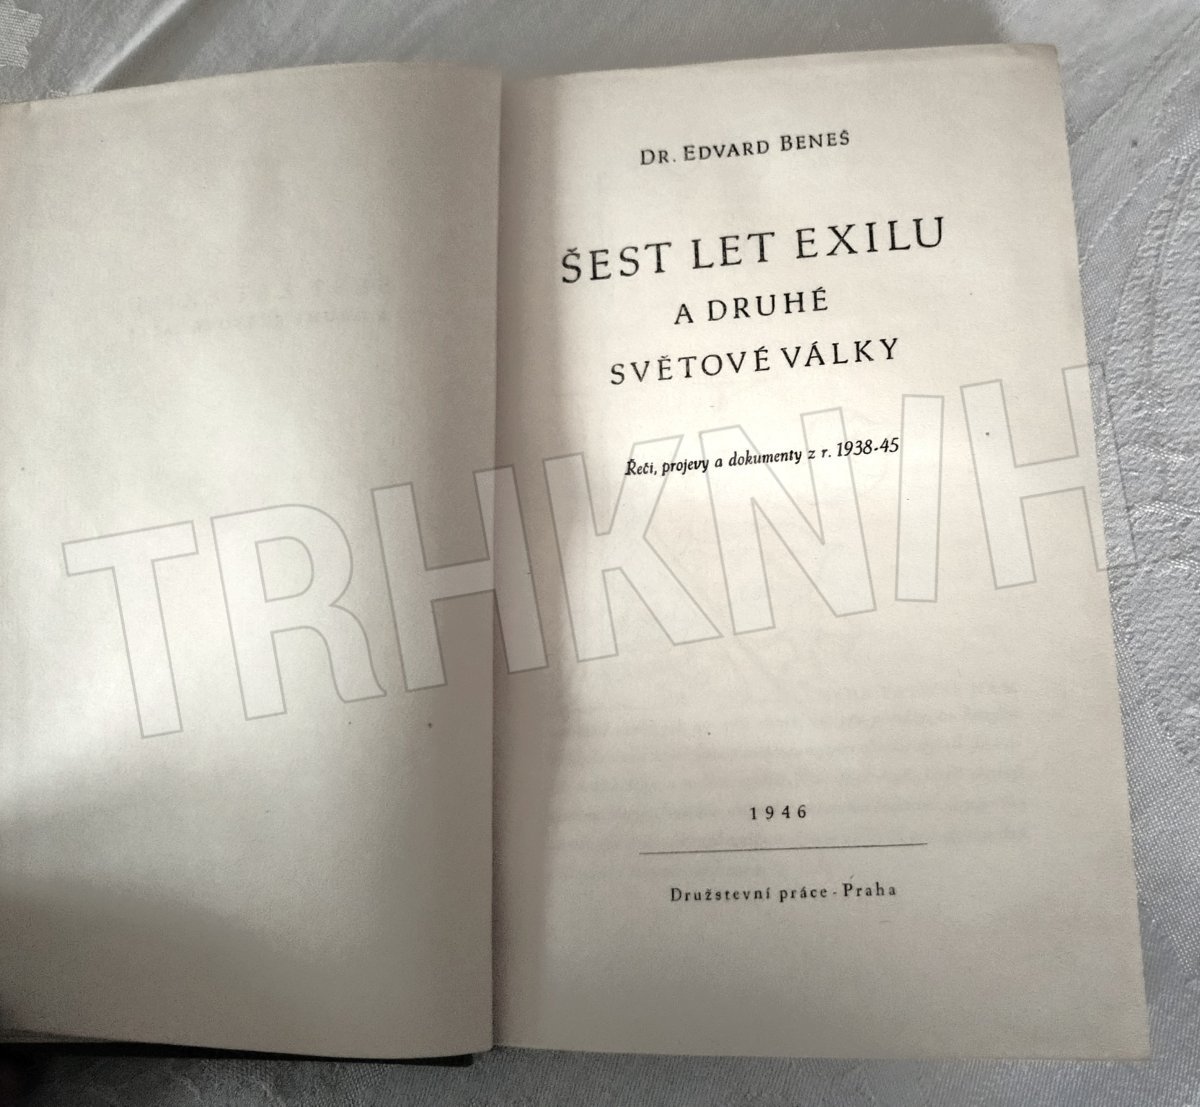 DR. EDVARD BENEŠ
ŠEST LET EXILU
A DRUHÉ
SVĚTOVÉ VÁLKY
Řeči, projevy a dokumenty z r. 1938-45
TRHKNIH
1946
Družstevní práce - Praha